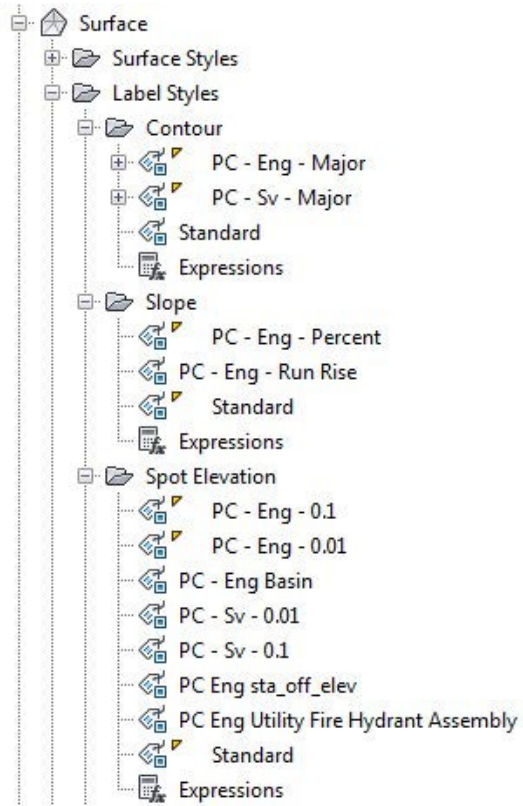 Surface
Surface Styles
Label Styles
Contour
PC - Eng - Major
PC - Sv - Major
Standard
Expressions
Slope
PC - Eng - Percent
PC - Eng - Run Rise
Standard
Expressions
Spot Elevation
PC - Eng - 0.1
PC - Eng - 0.01
PC - Eng Basin
PC - Sv - 0.01
PC - Sv - 0.1
PC Eng sta_off_elev
PC Eng Utility Fire Hydrant Assembly
Standard
Expressions